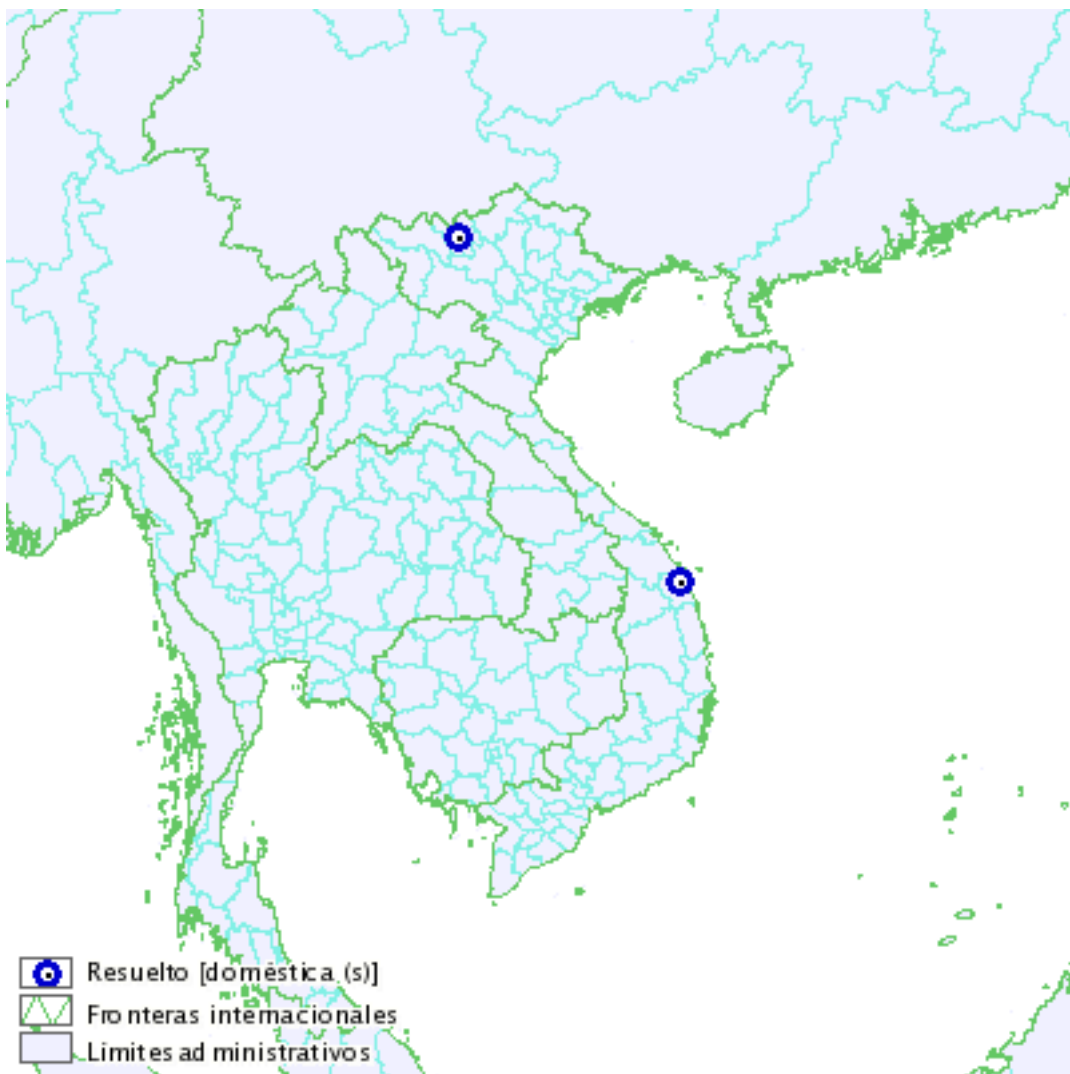 Resuelto [doméstica (s)]
Fronteras internacionales
Límites administrativos